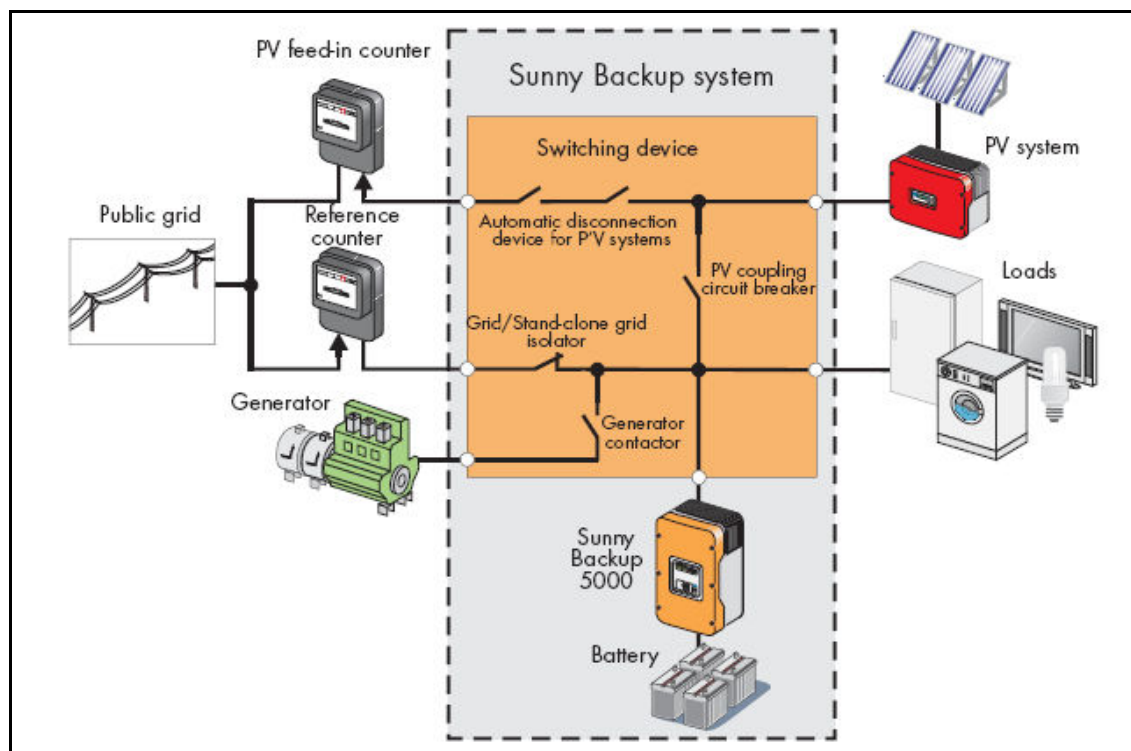 PV feed-in counter
Sunny Backup system
Switching device
PV system
Public grid
Reference
counter
Automatic disconnection
device for P'V systems
PV coupling
circuit breaker
Loads
Grid/Stand-clone grid
isolator
Generator
Generator
contactor
Sunny
Backup
5000
Battery